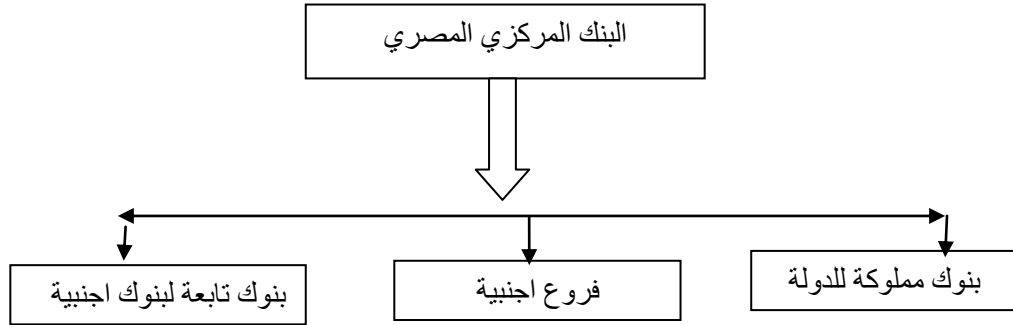 البنك المركزي المصري
بنوك مملوكة للدولة
فروع اجنبية
بنوك تابعة لبنوك اجنبية